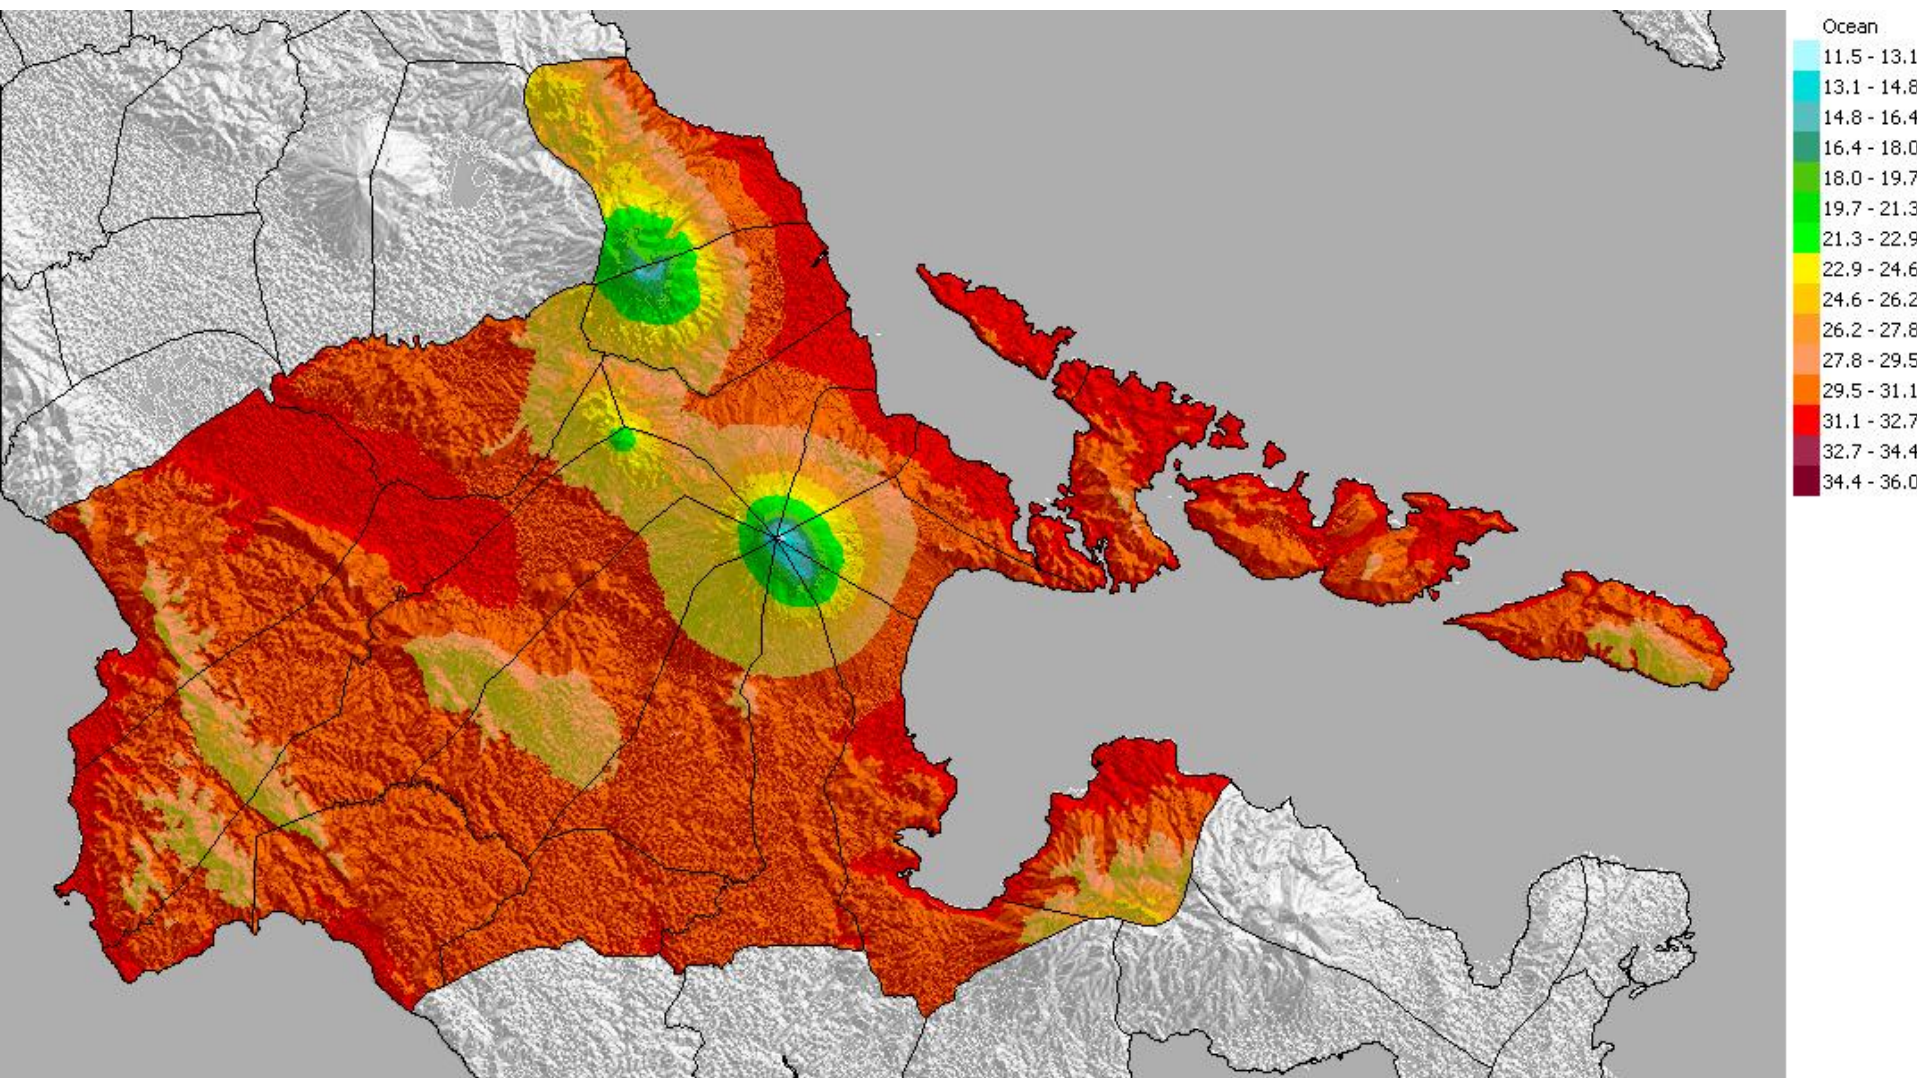 Ocean
11.5 - 13.1
13.1 - 14.8
14.8 - 16.4
16.4 - 18.0
18.0 - 19.7
19.7 - 21.3
21.3 - 22.9
22.9 - 24.6
24.6 - 26.2
26.2 - 27.8
27.8 - 29.5
29.5 - 31.1
31.1 - 32.7
32.7 - 34.4
34.4 - 36.0